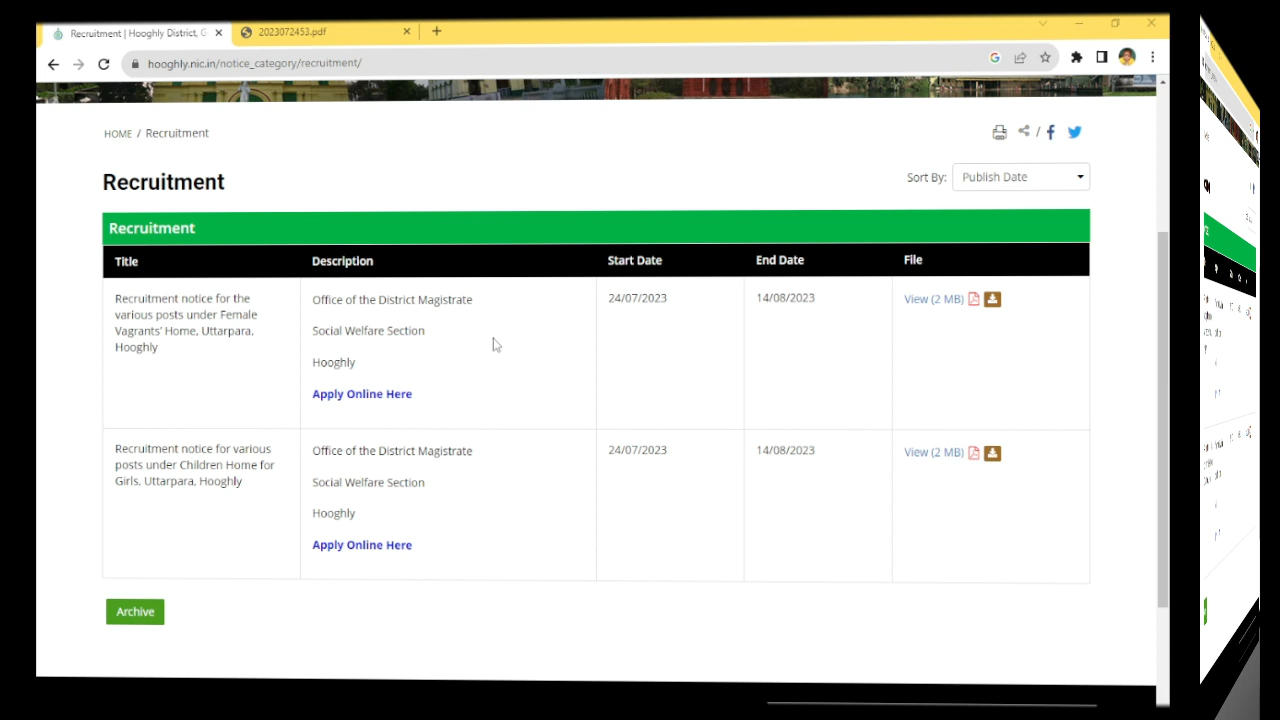 Recruitment | Hooghly District, G
2023072453.pdf
hooghly.nic.in/notice_category/recruitment/
HOME / Recruitment
Recruitment
Sort By: Publish Date
Recruitment
Title Description Start Date End Date File
Recruitment notice for the
various posts under Female
Vagrants' Home, Uttarpara,
Hooghly
Office of the District Magistrate
Social Welfare Section
Hooghly
Apply Online Here
24/07/2023
14/08/2023
View (2 MB)
Recruitment notice for various
posts under Children Home for
Girls, Uttarpara, Hooghly
Office of the District Magistrate
Social Welfare Section
Hooghly
Apply Online Here
24/07/2023
14/08/2023
View (2 MB)
Archive